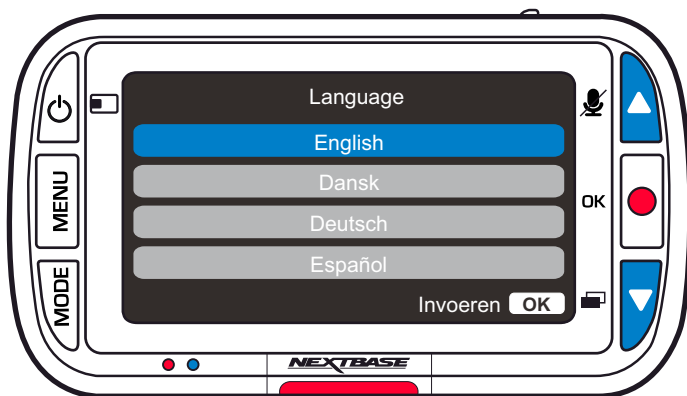 Language
English
Dansk
Deutsch
Español
Invoeren OK
MENU
MODE
OK
NEXTBASE